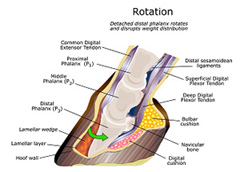 Rotation
Detached distal phalanx rotates
and disrupts weight distribution
Common Digital
Extensor Tendon
Proximal
Phalanx (P1)
Middle
Phalanx (P2)
Distal
Phalanx (P3)
Lamellar wedge
Lamellar layer
Hoof wall
Distal sesamoidean
ligaments
Superficial Digital
Flexor Tendon
Deep Digital
Flexor Tendon
Bulbar
cushion
Navicular
bone
Digital
cushion